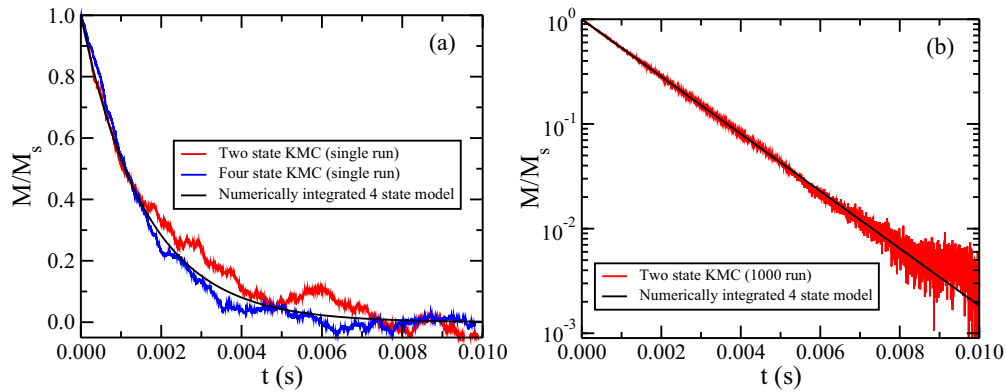 (a)
M/M_s
1.0
0.8
0.6
0.4
0.2
0.0
Two state KMC (single run)
Four state KMC (single run)
Numerically integrated 4 state model
0.000 0.002 0.004 0.006 0.008 0.010
t (s)
(b)
M/M_s
10^0
10^-1
10^-2
10^-3
Two state KMC (1000 run)
Numerically integrated 4 state model
0.000 0.002 0.004 0.006 0.008 0.010
t (s)